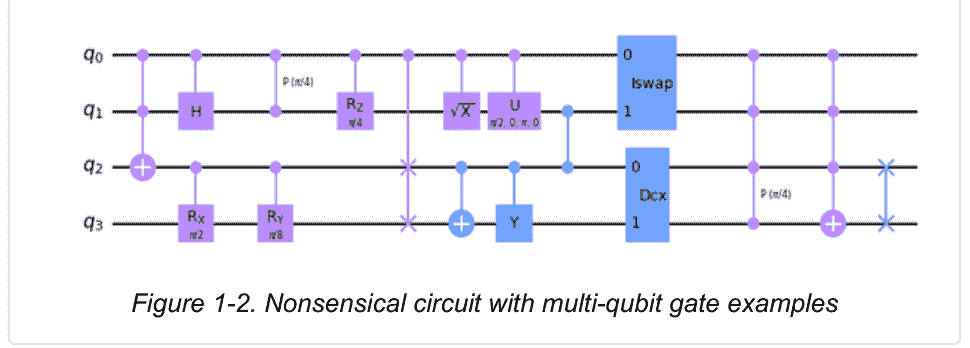 q0
q1
q2
q3
H
P (π/4)
RZ
π/4
√X
U
π/2, 0, π, 0
0
Iswap
1
RX
π/2
RY
π/8
Y
0
Dcx
1
P (π/4)
Figure 1-2. Nonsensical circuit with multi-qubit gate examples